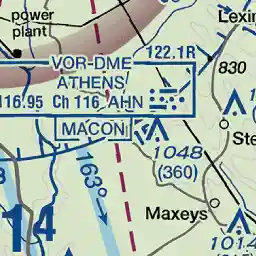 power
plant
Lexin
122.1R
VOR-DME
ATHENS
116.95 Ch 116 AHN
830
MACON
Ste
1048
(360)
163°
Maxeys
14
1014